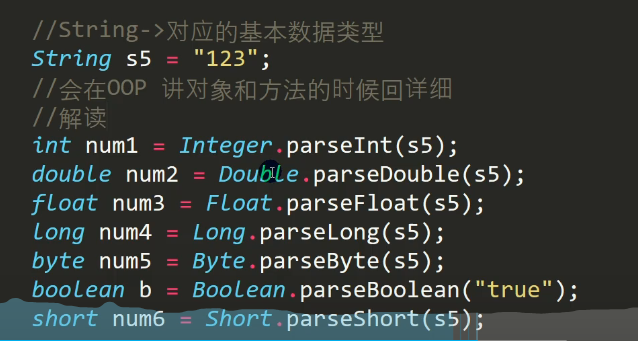 //String->对应的基本数据类型
String s5 = "123";
//会在OOP 讲对象和方法的时候回详细
//解读
int num1 = Integer.parseInt(s5);
double num2 = Double.parseDouble(s5);
float num3 = Float.parseFloat(s5);
long num4 = Long.parseLong(s5);
byte num5 = Byte.parseByte(s5);
boolean b = Boolean.parseBoolean("true");
short num6 = Short.parseShort(s5);